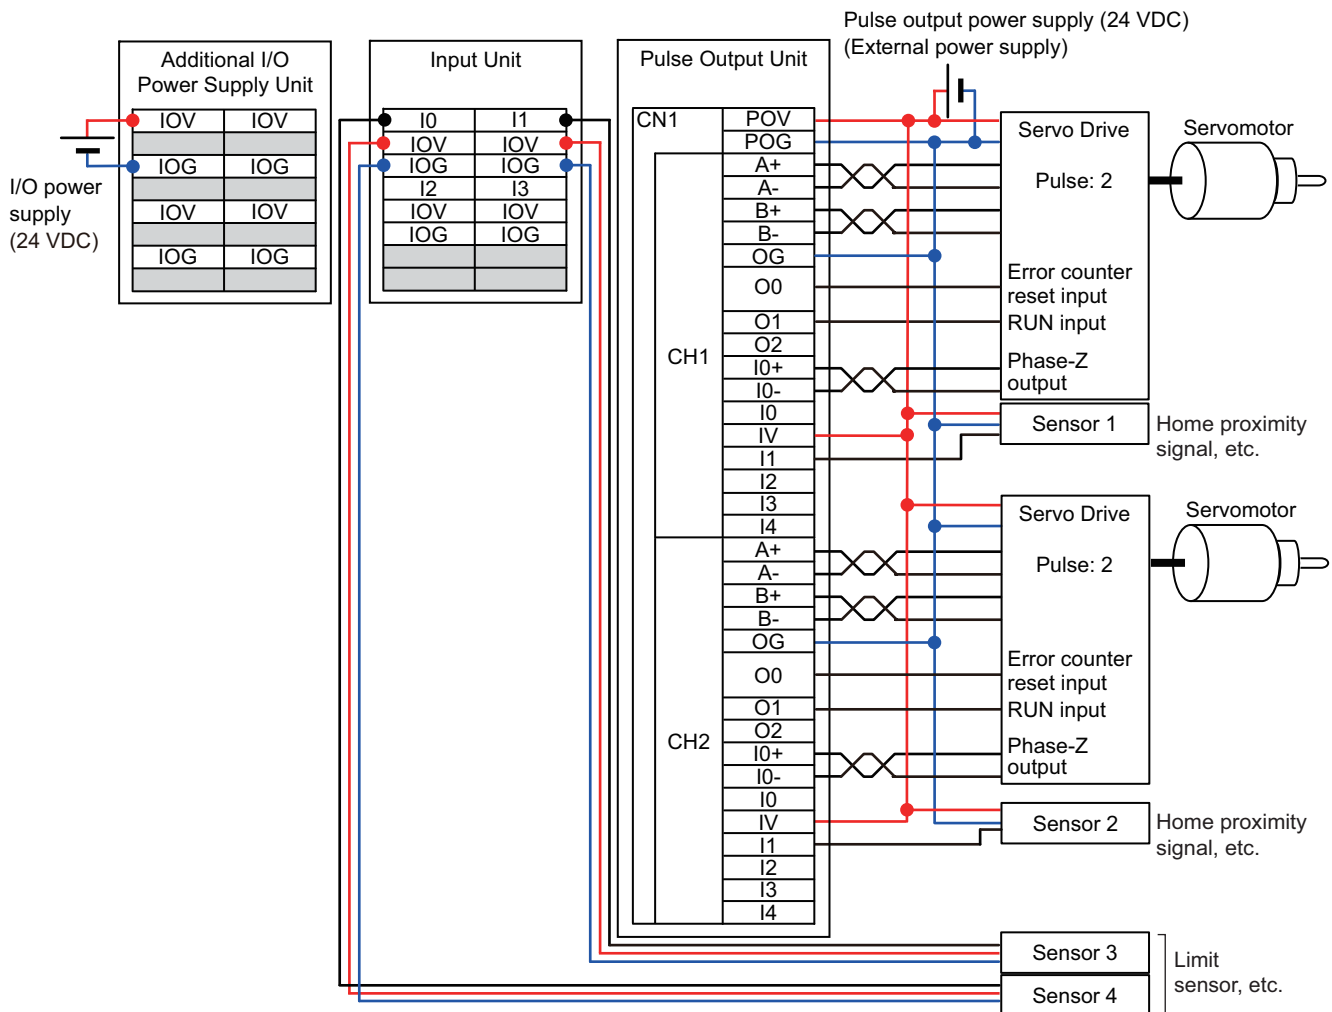 Pulse output power supply (24 VDC)
(External power supply)
Additional I/O
Power Supply Unit
IOV IOV
IOG IOG
IOV IOV
IOG IOG
I/O power
supply
(24 VDC)
Input Unit
I0 I1
IOV IOV
IOG IOG
I2 I3
IOV IOV
IOG IOG
Pulse Output Unit
CN1
POV
POG
CH1
A+
A-
B+
B-
OG
O0
O1
O2
I0+
I0-
I0
IV
I1
I2
I3
I4
CH2
A+
A-
B+
B-
OG
O0
O1
O2
I0+
I0-
I0
IV
I1
I2
I3
I4
Servo Drive
Pulse: 2
Error counter
reset input
RUN input
Phase-Z
output
Servomotor
Sensor 1
Home proximity
signal, etc.
Servo Drive
Pulse: 2
Error counter
reset input
RUN input
Phase-Z
output
Servomotor
Sensor 2
Home proximity
signal, etc.
Sensor 3
Sensor 4
Limit
sensor, etc.